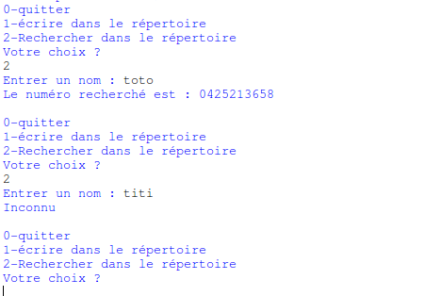 0-quitter
1-écrire dans le répertoire
2-Rechercher dans le répertoire
Votre choix ?
2
Entrer un nom : toto
Le numéro recherché est : 0425213658
0-quitter
1-écrire dans le répertoire
2-Rechercher dans le répertoire
Votre choix ?
2
Entrer un nom : titi
Inconnu
0-quitter
1-écrire dans le répertoire
2-Rechercher dans le répertoire
Votre choix ?